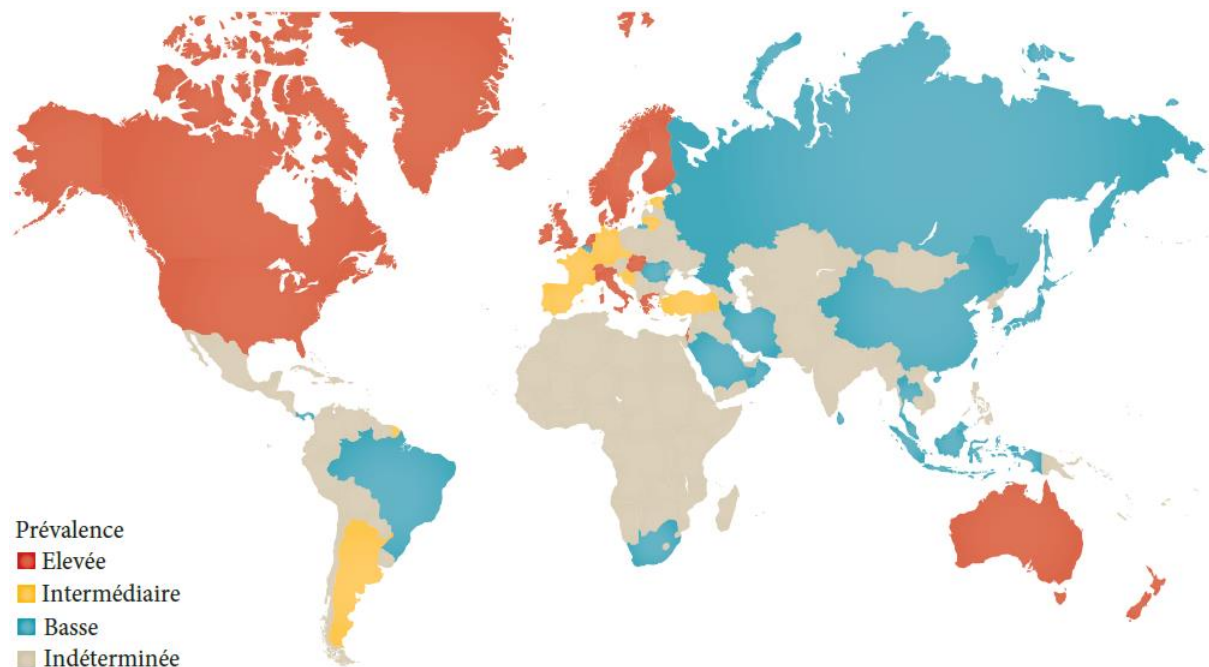 Prévalence
Elevée
Intermédiaire
Basse
Indéterminée